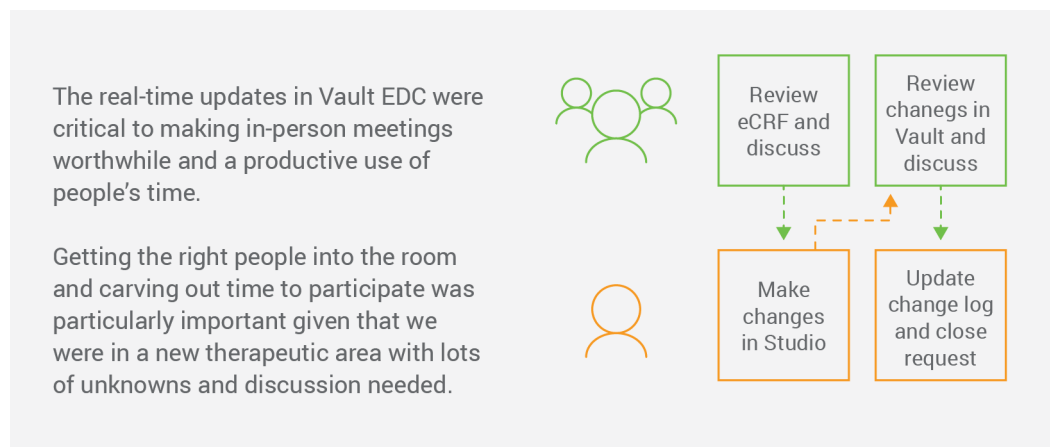 The real-time updates in Vault EDC were
critical to making in-person meetings
worthwhile and a productive use of
people’s time.
Getting the right people into the room
and carving out time to participate was
particularly important given that we
were in a new therapeutic area with lots
of unknowns and discussion needed.
Review
eCRF and
discuss
Review
chanegs in
Vault and
discuss
Make
changes
in Studio
Update
change log
and close
request